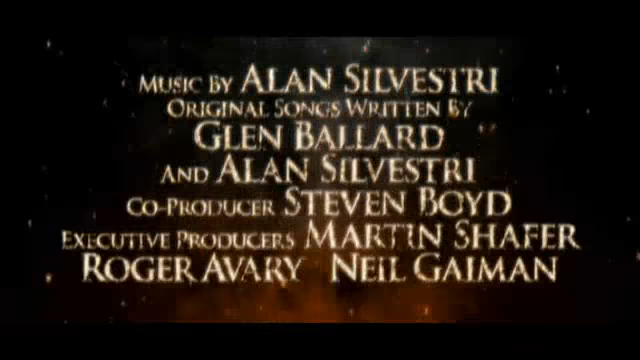 Music by Alan Silvestri
Original Songs Written by
Glen Ballard
and Alan Silvestri
Co-Producer Steven Boyd
Executive Producers Martin Shafer
Roger Avary Neil Gaiman